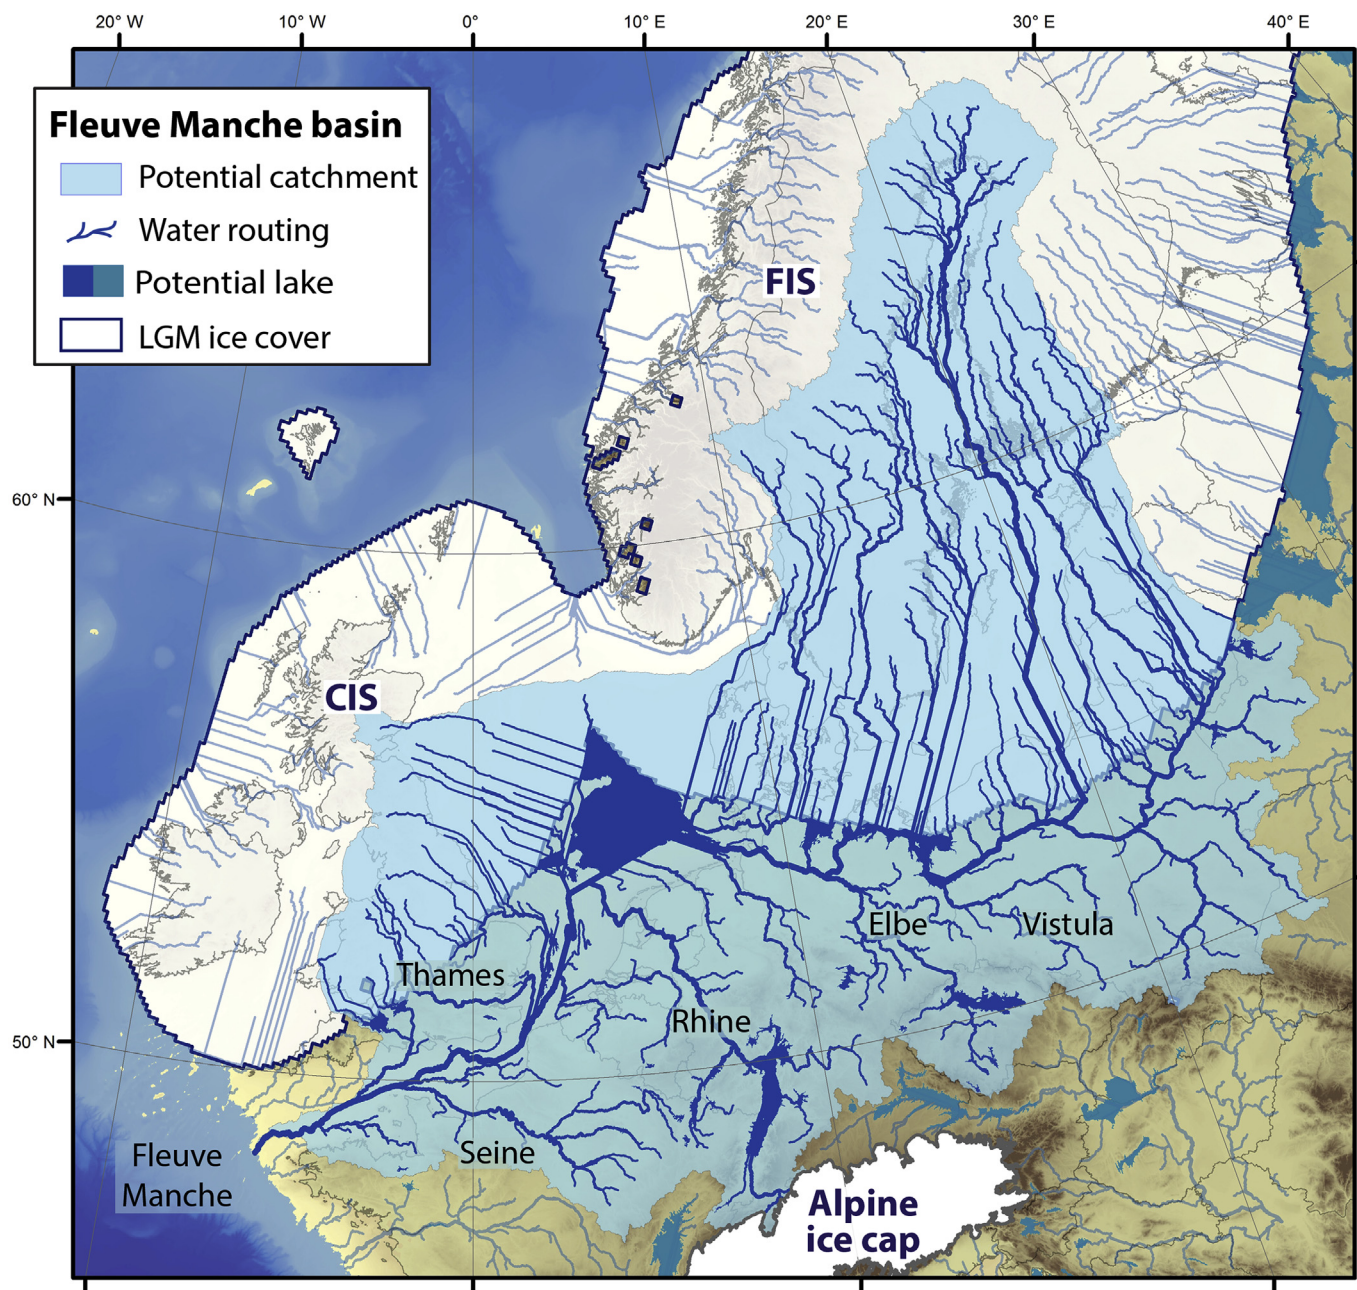 20° W
10° W
0°
10° E
20° E
30° E
40° E
Fleuve Manche basin
Potential catchment
Water routing
Potential lake
LGM ice cover
FIS
60° N
CIS
Elbe
Vistula
Thames
Rhine
50° N
Fleuve
Manche
Seine
Alpine
ice cap